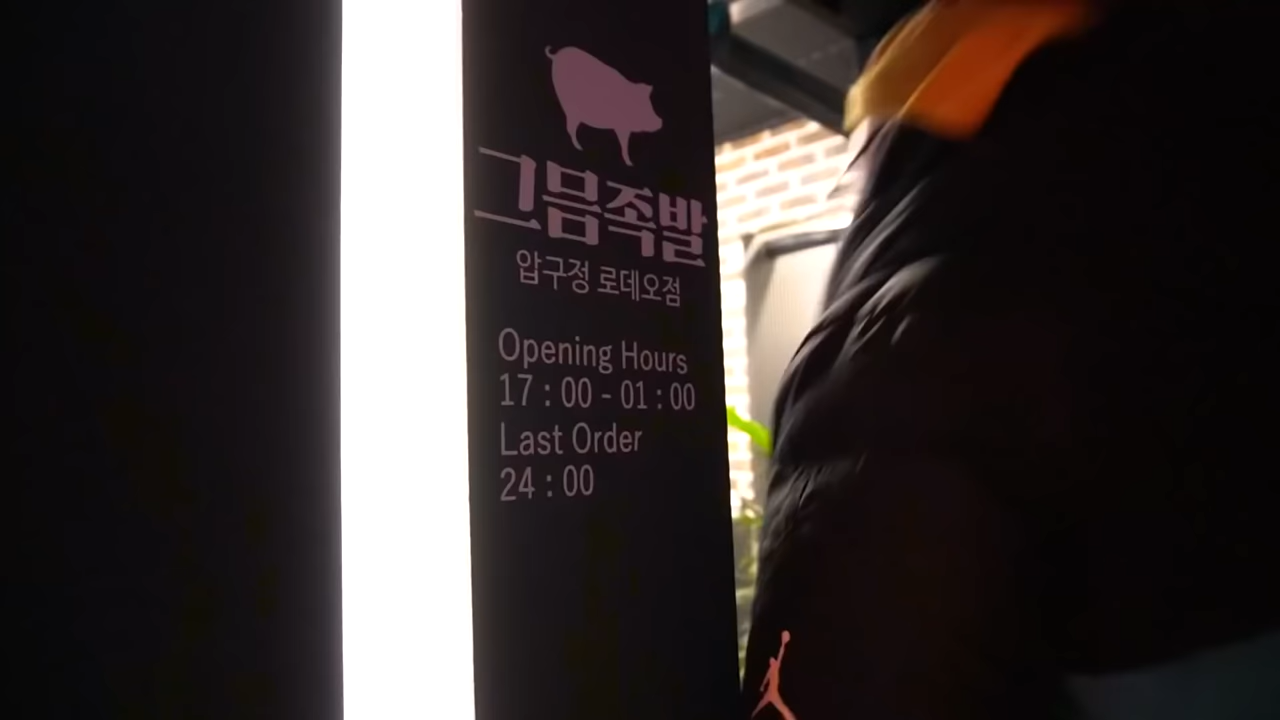 그믐족발
압구정 로데오점
Opening Hours
17 : 00 - 01 : 00
Last Order
24 : 00